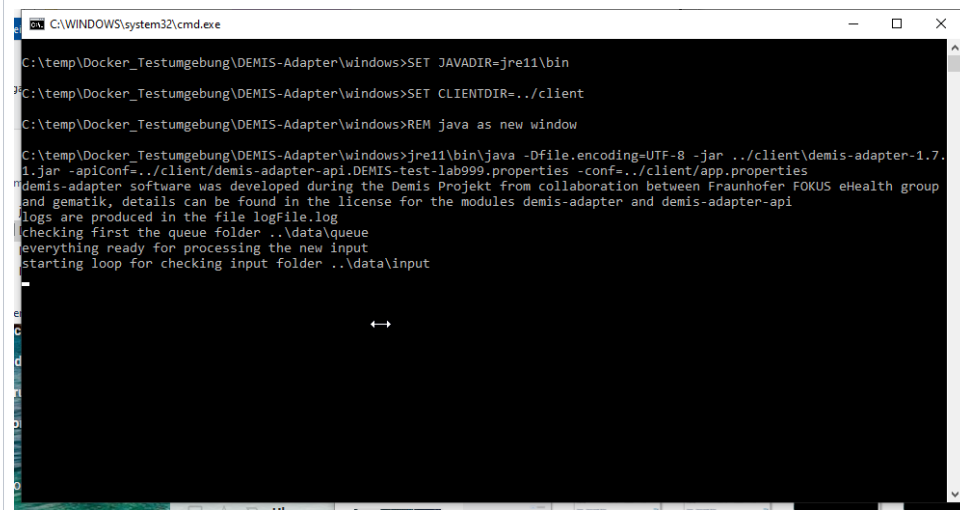 C:\WINDOWS\system32\cmd.exe
C:\temp\Docker_Testumgebung\DEMIS-Adapter\windows>SET JAVADIR=jre11\bin
C:\temp\Docker_Testumgebung\DEMIS-Adapter\windows>SET CLIENTDIR=../client
C:\temp\Docker_Testumgebung\DEMIS-Adapter\windows>REM java as new window
C:\temp\Docker_Testumgebung\DEMIS-Adapter\windows>jre11\bin\java -Dfile.encoding=UTF-8 -jar ../client\demis-adapter-1.7.
1.jar -apiConf=../client/demis-adapter-api.DEMIS-test-lab999.properties -conf=../client/app.properties
demis-adapter software was developed during the Demis Projekt from collaboration between Fraunhofer FOKUS eHealth group
and gematik, details can be found in the license for the modules demis-adapter and demis-adapter-api
logs are produced in the file logFile.log
checking first the queue folder ..\data\queue
everything ready for processing the new input
starting loop for checking input folder ..\data\input